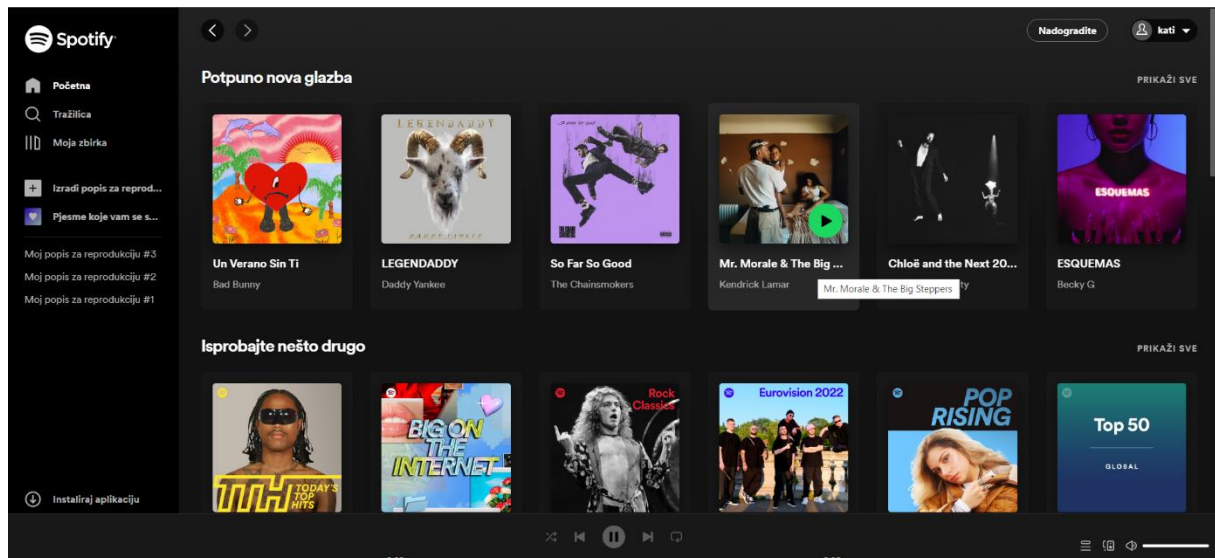 Spotify
Nadogradite
kati
Početna
Tražilica
Moja zbirka
Izradi popis za reprod...
Pjesme koje vam se s...
Moj popis za reprodukciju #3
Moj popis za reprodukciju #2
Moj popis za reprodukciju #1
Instaliraj aplikaciju
Potpuno nova glazba
PRIKAŽI SVE
LEGENDADDY
DADDY YANKEE
ESQUEMAS
Un Verano Sin Ti
Bad Bunny
LEGENDADDY
Daddy Yankee
So Far So Good
The Chainsmokers
Mr. Morale & The Big ...
Kendrick Lamar
Mr. Morale & The Big Steppers
Chloë and the Next 20...
ty
ESQUEMAS
Becky G
Isprobajte nešto drugo
PRIKAŽI SVE
TTH TODAY'S TOP HITS
BIG ON
THE
INTERNET
Rock
Classics
Eurovision 2022
POP
RISING
Top 50
GLOBAL